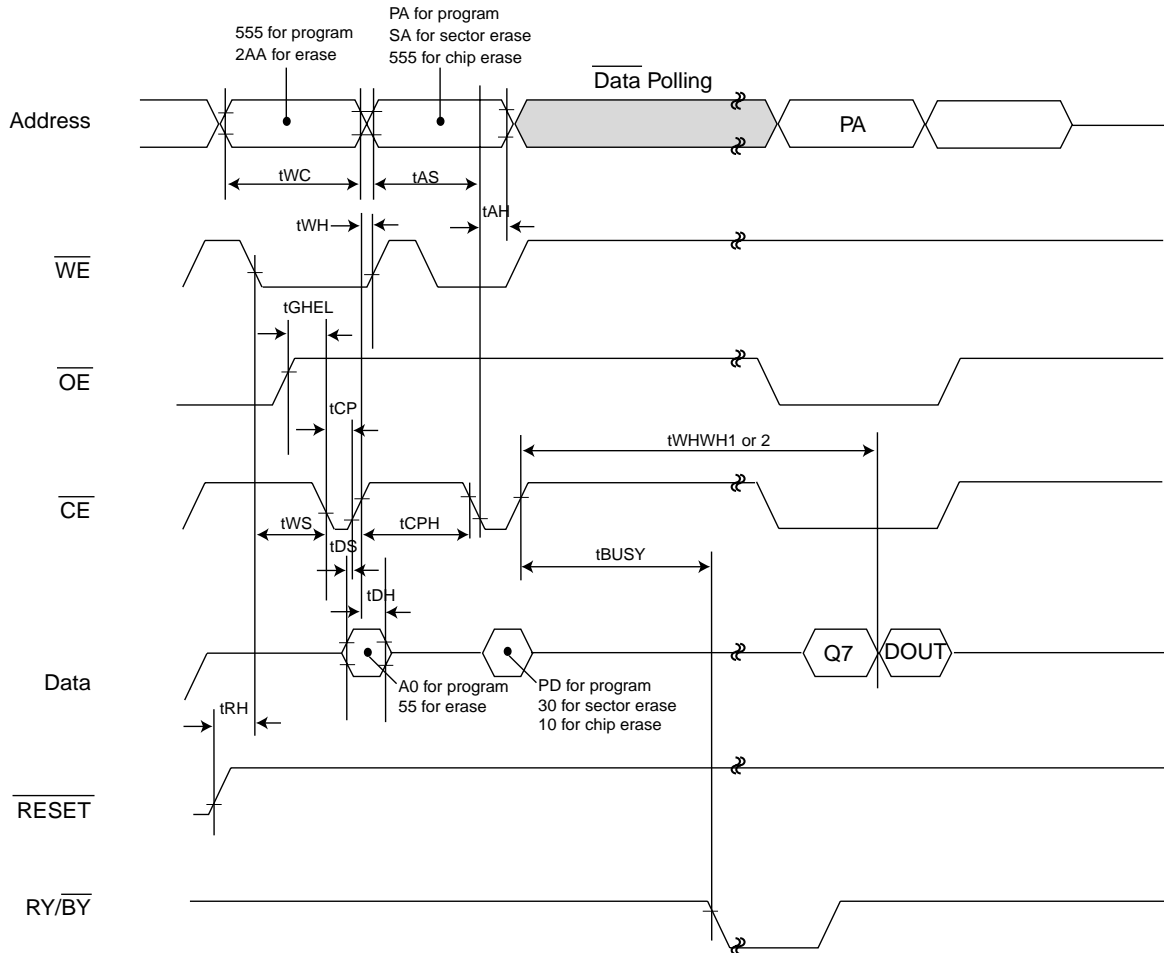 555 for program
2AA for erase
PA for program
SA for sector erase
555 for chip erase
Data Polling
Address
PA
tWC
tAS
tAH
tWH
WE
tGHEL
OE
tCP
tWHWH1 or 2
CE
tWS
tCPH
tDS
tBUSY
tDH
Data
Q7
DOUT
A0 for program
55 for erase
PD for program
30 for sector erase
10 for chip erase
tRH
RESET
RY/BY